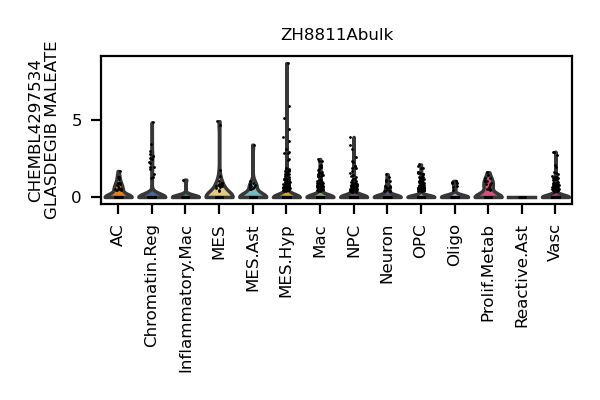 ZH8811Abulk
CHEMBL4297534
GLASDEGIB MALEATE
5
0
AC
Chromatin.Reg
Inflammatory.Mac
MES
MES.Ast
MES.Hyp
Mac
NPC
Neuron
OPC
Oligo
Prolif.Metab
Reactive.Ast
Vasc